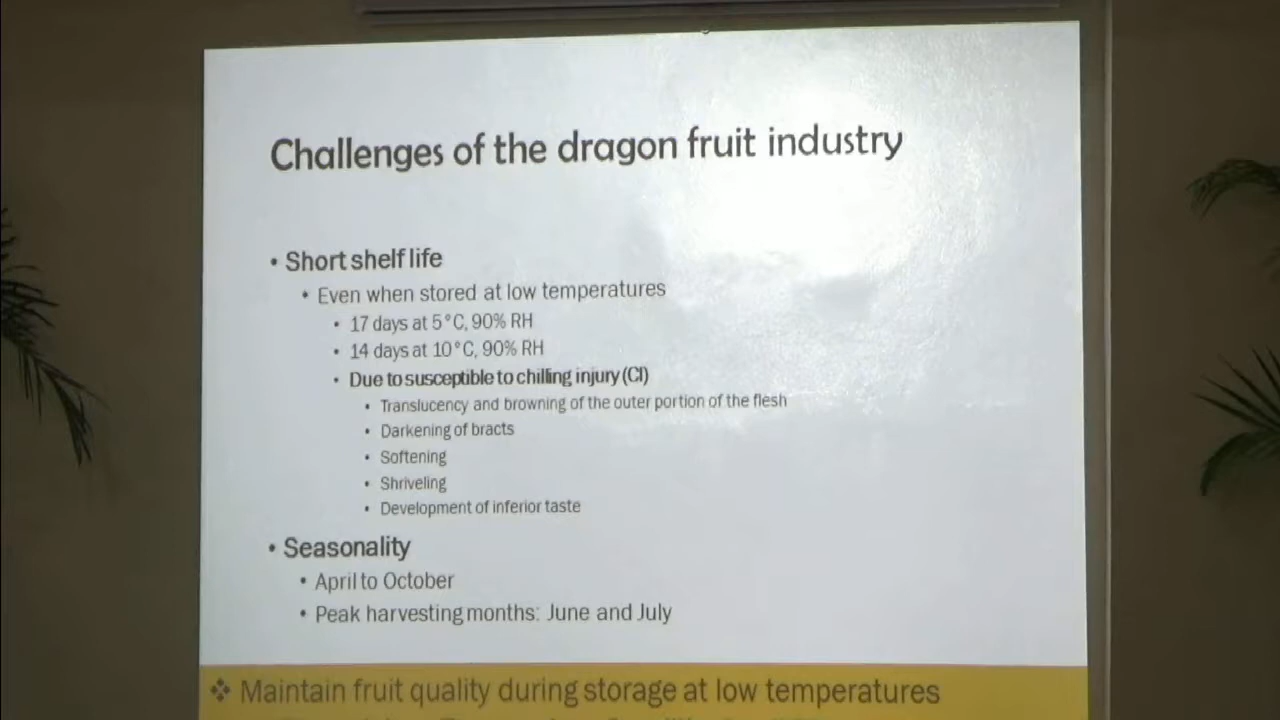 Challenges of the dragon fruit industry
• Short shelf life
• Even when stored at low temperatures
• 17 days at 5°C, 90% RH
• 14 days at 10°C, 90% RH
• Due to susceptible to chilling injury (CI)
• Translucency and browning of the outer portion of the flesh
• Darkening of bracts
• Softening
• Shriveling
• Development of inferior taste
• Seasonality
• April to October
• Peak harvesting months: June and July
❖ Maintain fruit quality during storage at low temperatures